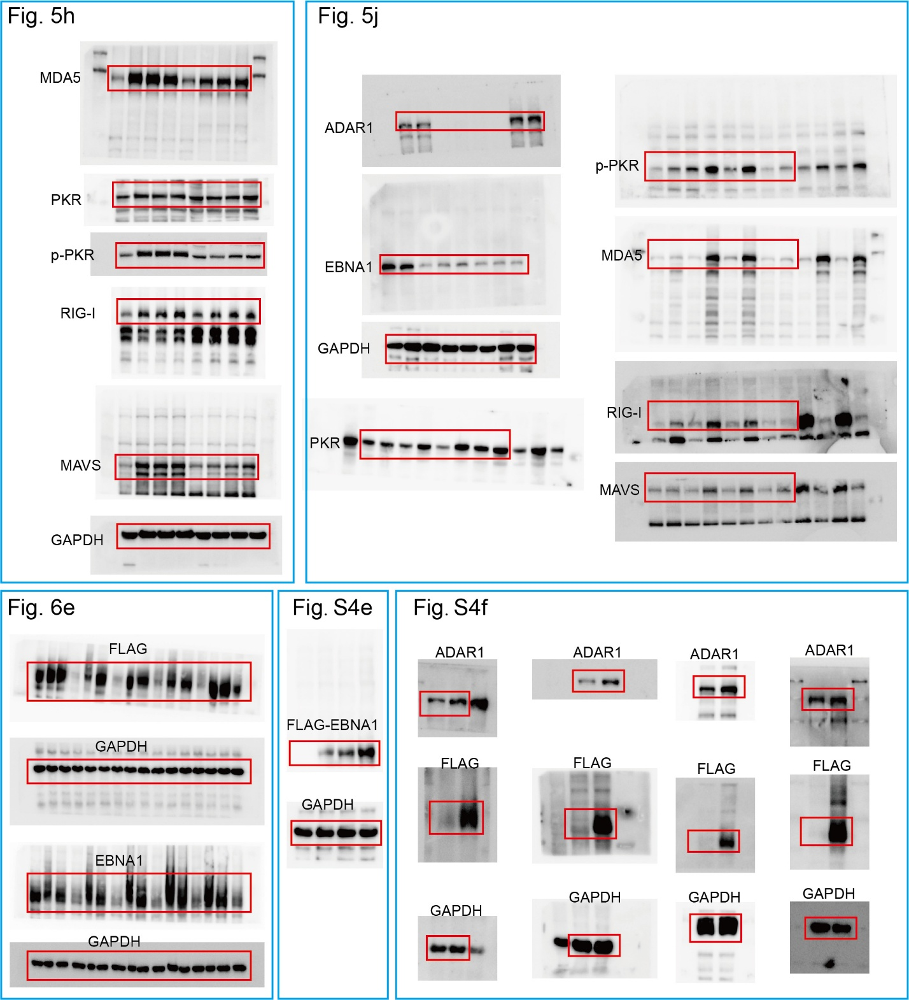 Fig. 5h
MDA5
PKR
p-PKR
RIG-I
MAVS
GAPDH
Fig. 5j
ADAR1
EBNA1
GAPDH
PKR
p-PKR
MDA5
RIG-I
MAVS
Fig. 6e
FLAG
GAPDH
EBNA1
GAPDH
Fig. S4e
FLAG-EBNA1
GAPDH
Fig. S4f
ADAR1
ADAR1
ADAR1
ADAR1
FLAG
FLAG
FLAG
FLAG
GAPDH
GAPDH
GAPDH
GAPDH